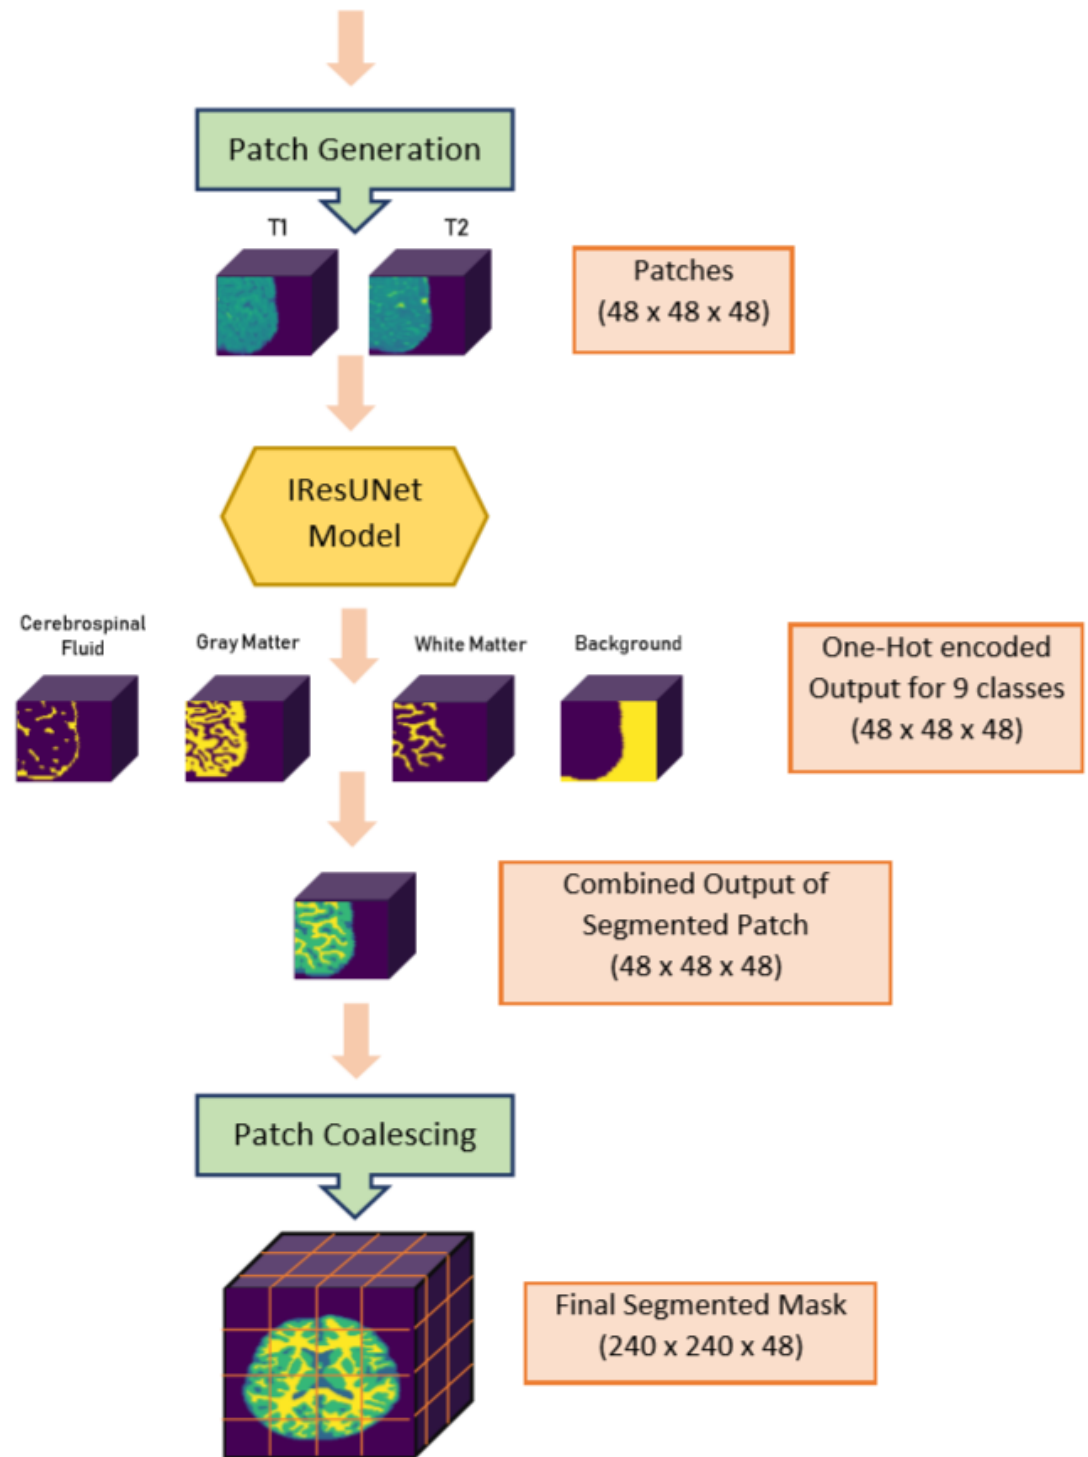 Patch Generation
T1
T2
Patches
(48 x 48 x 48)
IResUNet
Model
Cerebrospinal
Fluid
Gray Matter
White Matter
Background
One-Hot encoded
Output for 9 classes
(48 x 48 x 48)
Combined Output of
Segmented Patch
(48 x 48 x 48)
Patch Coalescing
Final Segmented Mask
(240 x 240 x 48)